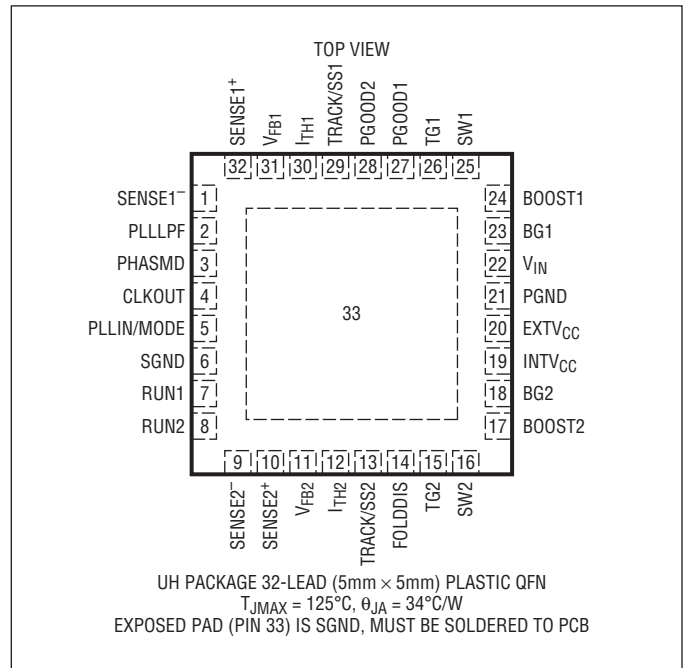 TOP VIEW
SENSE1+
VFB1
ITH1
TRACK/SS1
PGOOD2
PGOOD1
TG1
SW1
32 31 30 29 28 27 26 25
SENSE1– 1
PLLLPF 2
PHASMD 3
CLKOUT 4
PLLIN/MODE 5
SGND 6
RUN1 7
RUN2 8
33
24 BOOST1
23 BG1
22 VIN
21 PGND
20 EXTVCC
19 INTVCC
18 BG2
17 BOOST2
9 10 11 12 13 14 15 16
SENSE2–
SENSE2+
VFB2
ITH2
TRACK/SS2
FOLDDIS
TG2
SW2
UH PACKAGE 32-LEAD (5mm × 5mm) PLASTIC QFN
TJMAX = 125°C, θJA = 34°C/W
EXPOSED PAD (PIN 33) IS SGND, MUST BE SOLDERED TO PCB